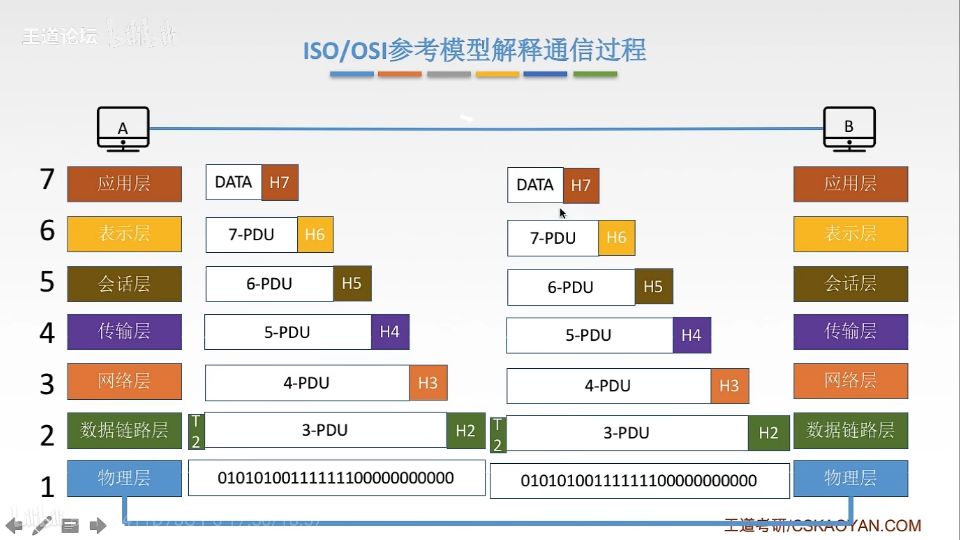 王道论坛
ISO/OSI参考模型解释通信过程
A
B
7 应用层 DATA H7 DATA H7 应用层
6 表示层 7-PDU H6 7-PDU H6 表示层
5 会话层 6-PDU H5 6-PDU H5 会话层
4 传输层 5-PDU H4 5-PDU H4 传输层
3 网络层 4-PDU H3 4-PDU H3 网络层
2 数据链路层 T2 3-PDU H2 T2 3-PDU H2 数据链路层
1 物理层 010101001111111100000000000 010101001111111100000000000 物理层
王道考研/CSKAOYAN.COM